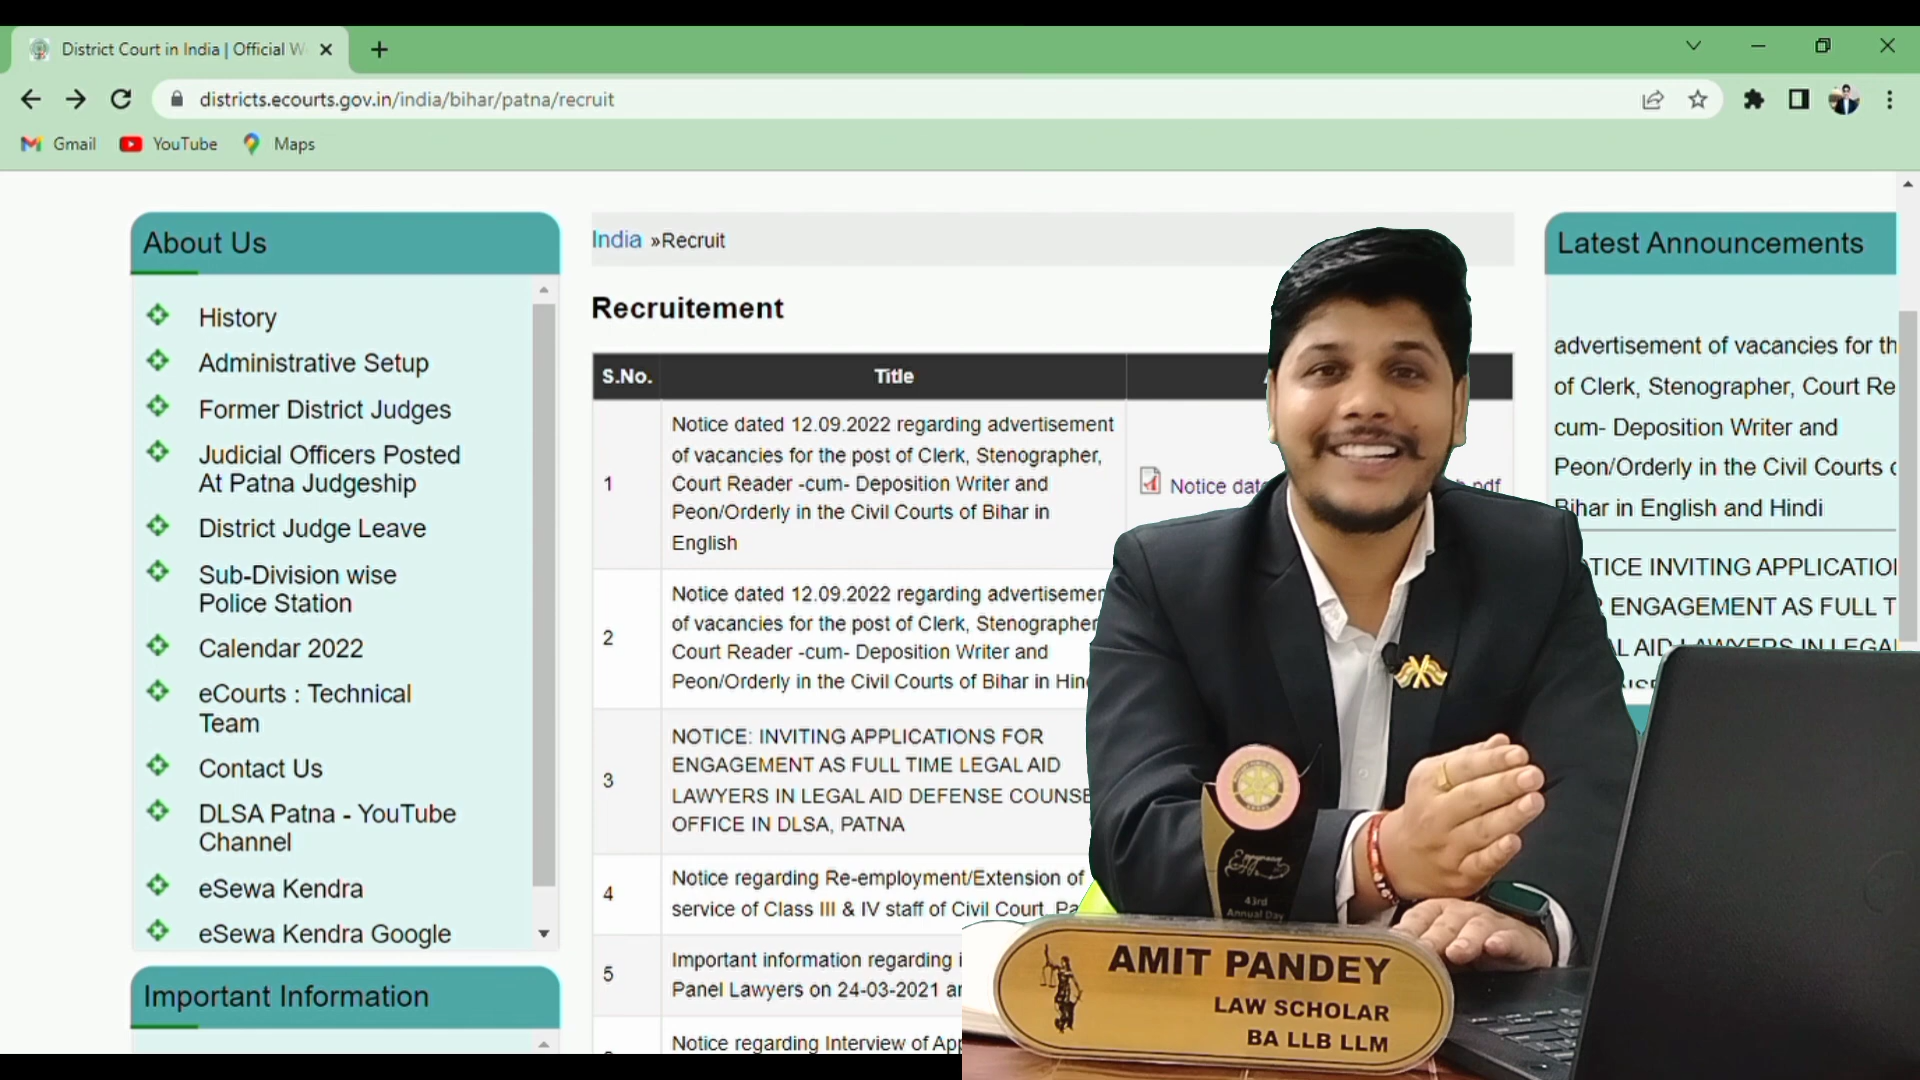 District Court in India | Official W
districts.ecourts.gov.in/india/bihar/patna/recruit
Gmail
YouTube
Maps
About Us
History
Administrative Setup
Former District Judges
Judicial Officers Posted
At Patna Judgeship
District Judge Leave
Sub-Division wise
Police Station
Calendar 2022
eCourts : Technical
Team
Contact Us
DLSA Patna - YouTube
Channel
eSewa Kendra
eSewa Kendra Google
Important Information
India »Recruit
Recruitement
S.No.
Title
1
Notice dated 12.09.2022 regarding advertisement
of vacancies for the post of Clerk, Stenographer,
Court Reader -cum- Deposition Writer and
Peon/Orderly in the Civil Courts of Bihar in
English
Notice
pdf
2
Notice dated 12.09.2022 regarding
of vacancies for the post of Clerk, Stenographer
Court Reader -cum- Deposition Writer and
Peon/Orderly in the Civil Courts of Bihar in
3
NOTICE: INVITING APPLICATIONS FOR
ENGAGEMENT AS FULL TIME LEGAL AID
LAWYERS IN LEGAL AID DEFENSE
OFFICE IN DLSA, PATNA
4
Notice regarding Re-employment/Extension of
service of Class III & IV staff of Civil Court
5
Important information regarding
Panel Lawyers on 24-03-2021
Notice regarding Interview of
Latest Announcements
advertisement of vacancies for
of Clerk, Stenographer, Court
cum- Deposition Writer and
Peon/Orderly in the Civil Courts
Bihar in English and Hindi
INVITING
ENGAGEMENT AS FULL
43rd
Annual Day
AMIT PANDEY
LAW SCHOLAR
BA LLB LLM